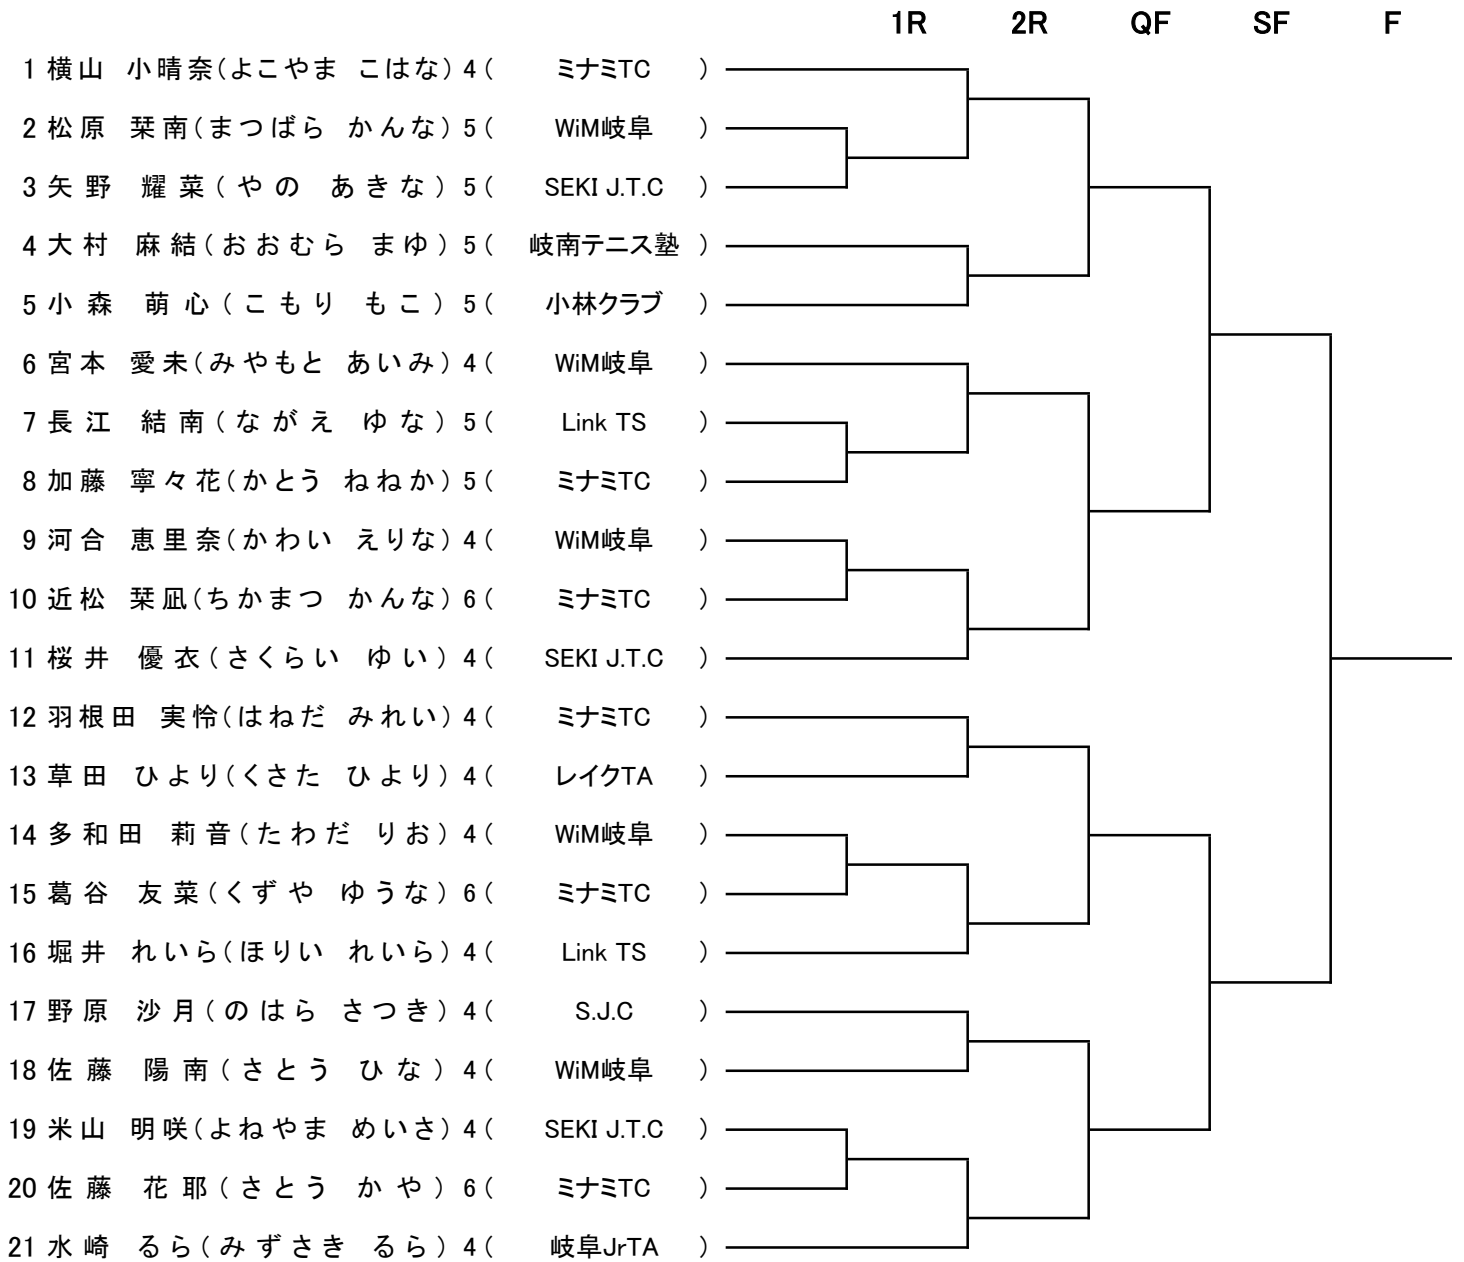 1R 2R QF SF F
1 横山 小晴奈(よこやま こはな) 4 ( ミナミTC )
2 松原 栞南(まつばら かんな) 5 ( WiM岐阜 )
3 矢野 耀菜(やの あきな) 5 ( SEKI J.T.C )
4 大村 麻結(おおむら まゆ) 5 ( 岐南テニス塾 )
5 小森 萌心(こもり もこ) 5 ( 小林クラブ )
6 宮本 愛未(みやもと あいみ) 4 ( WiM岐阜 )
7 長江 結南(ながえ ゆな) 5 ( Link TS )
8 加藤 寧々花(かとう ねねか) 5 ( ミナミTC )
9 河合 恵里奈(かわい えりな) 4 ( WiM岐阜 )
10 近松 栞凪(ちかまつ かんな) 6 ( ミナミTC )
11 桜井 優衣(さくらい ゆい) 4 ( SEKI J.T.C )
12 羽根田 実怜(はねだ みれい) 4 ( ミナミTC )
13 草田 ひより(くさた ひより) 4 ( レイクTA )
14 多和田 莉音(たわだ りお) 4 ( WiM岐阜 )
15 葛谷 友菜(くずや ゆうな) 6 ( ミナミTC )
16 堀井 れいら(ほりい れいら) 4 ( Link TS )
17 野原 沙月(のはら さつき) 4 ( S.J.C )
18 佐藤 陽南(さとう ひな) 4 ( WiM岐阜 )
19 米山 明咲(よねやま めいさ) 4 ( SEKI J.T.C )
20 佐藤 花耶(さとう かや) 6 ( ミナミTC )
21 水崎 るら(みずさき るら) 4 ( 岐阜JrTA )